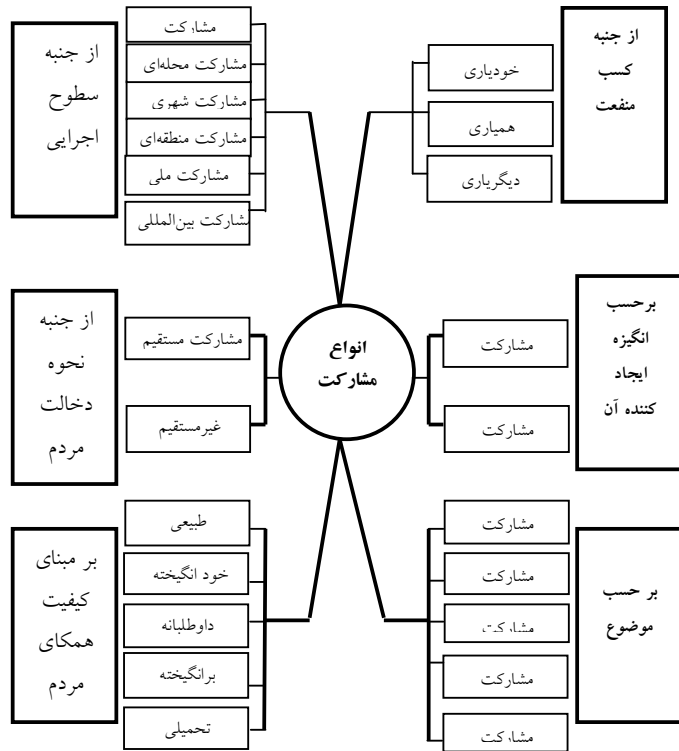 از جنبه
کسب
منفعت
خودیاری
همیاری
دیگریاری
مشارکت
مشارکت محله‌ای
مشارکت شهری
مشارکت منطقه‌ای
مشارکت ملی
مشارکت بین‌المللی
از جنبه
سطوح
اجرایی
انواع
مشارکت
برحسب
انگیزه
ایجاد
کننده آن
مشارکت
مشارکت
مشارکت مستقیم
غیرمستقیم
از جنبه
نحوه
دخالت
مردم
بر حسب
موضوع
مشارکت
مشارکت
مشارکت
مشارکت
مشارکت
طبیعی
خود انگیخته
داوطلبانه
برانگیخته
تحمیلی
بر مبنای
کیفیت
همکای
مردم